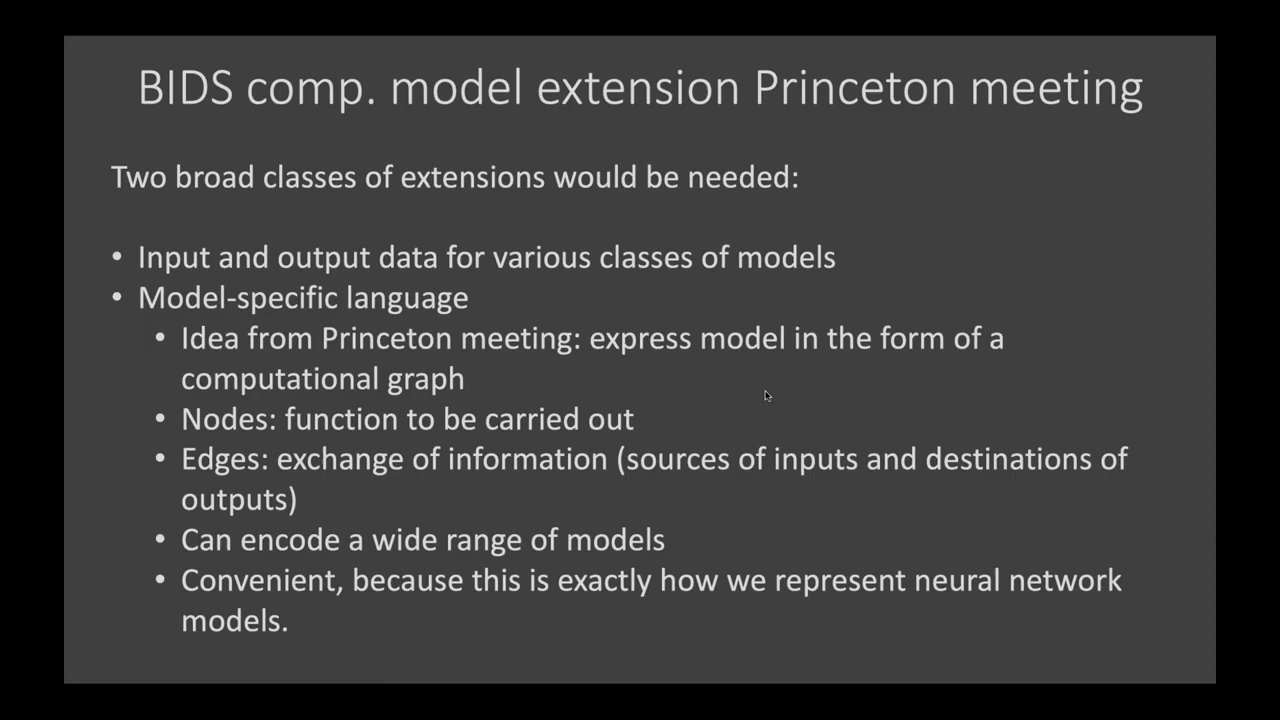 BIDS comp. model extension Princeton meeting
Two broad classes of extensions would be needed:
• Input and output data for various classes of models
• Model-specific language
• Idea from Princeton meeting: express model in the form of a
computational graph
• Nodes: function to be carried out
• Edges: exchange of information (sources of inputs and destinations of
outputs)
• Can encode a wide range of models
• Convenient, because this is exactly how we represent neural network
models.